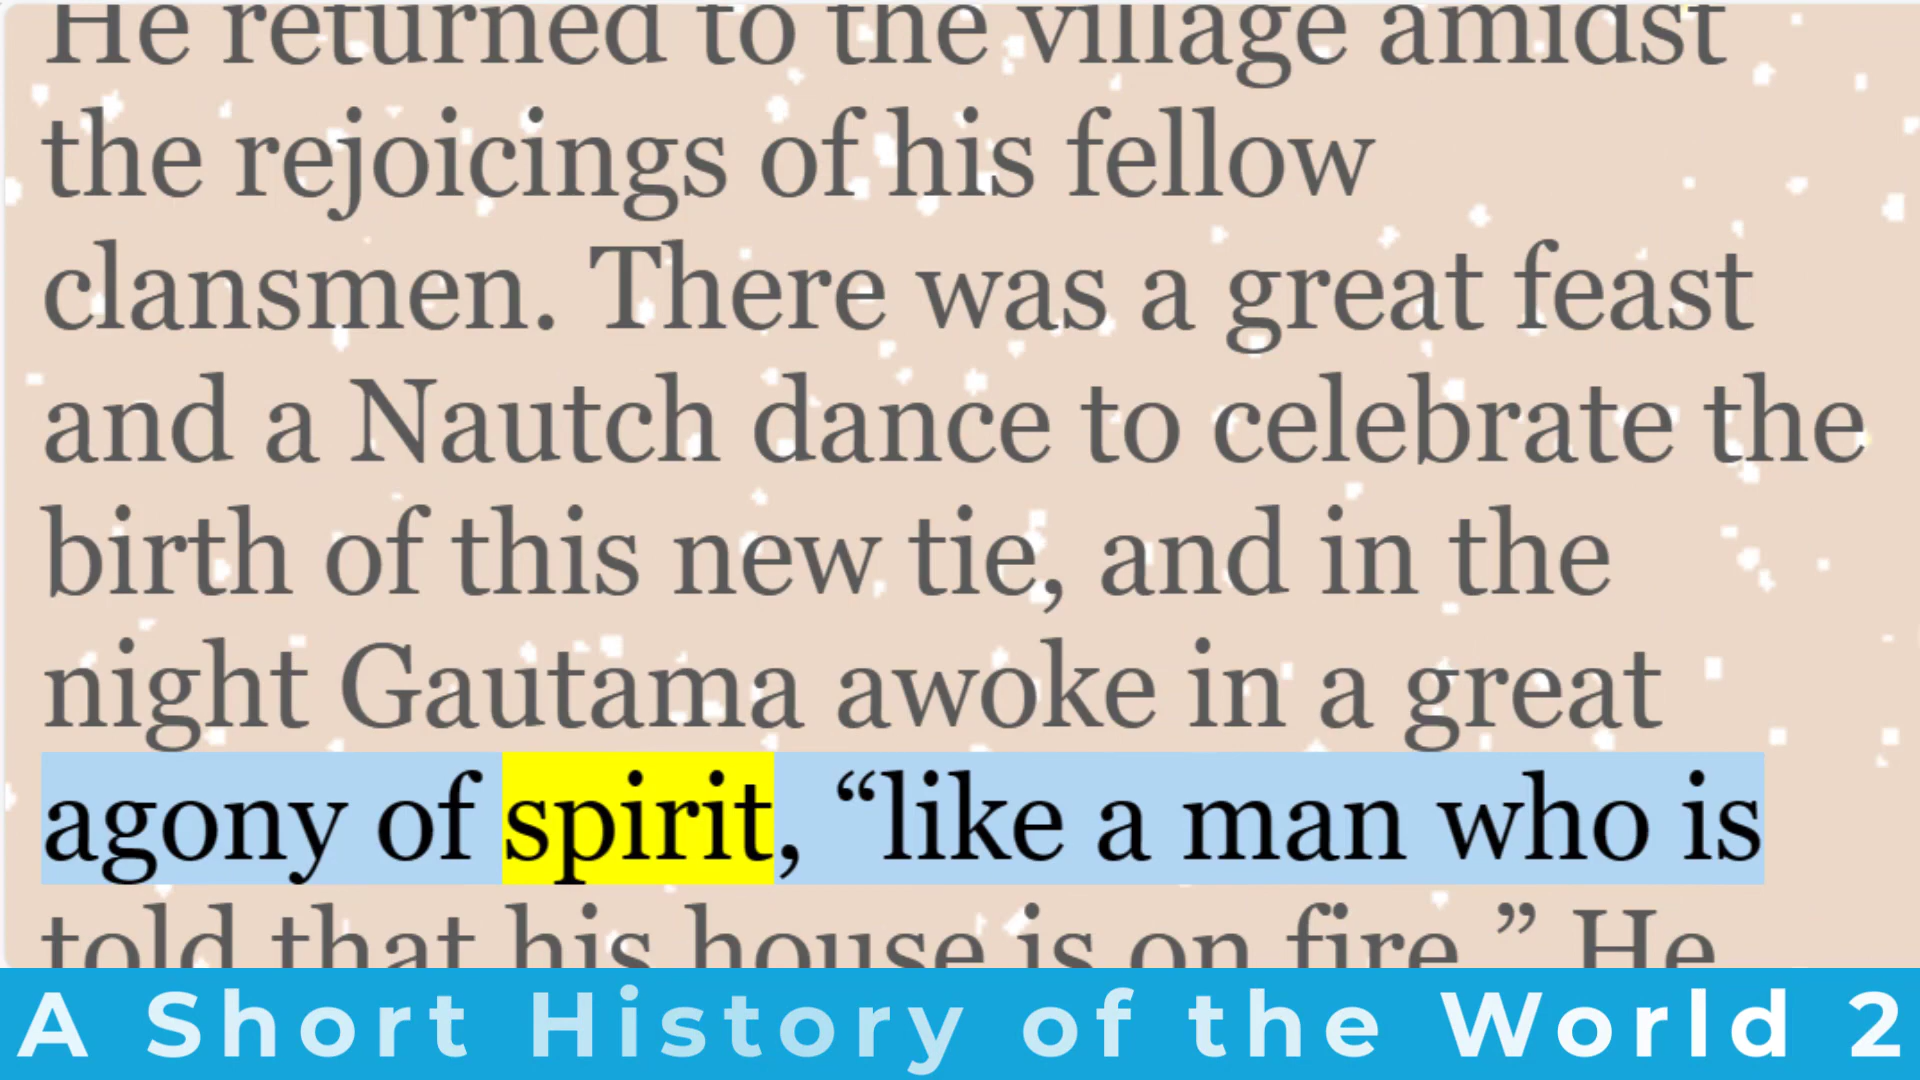 He returned to the village amidst
the rejoicings of his fellow
clansmen. There was a great feast
and a Nautch dance to celebrate the
birth of this new tie, and in the
night Gautama awoke in a great
agony of spirit, “like a man who is
told that his house is on fire.” He
A Short History of the World 2